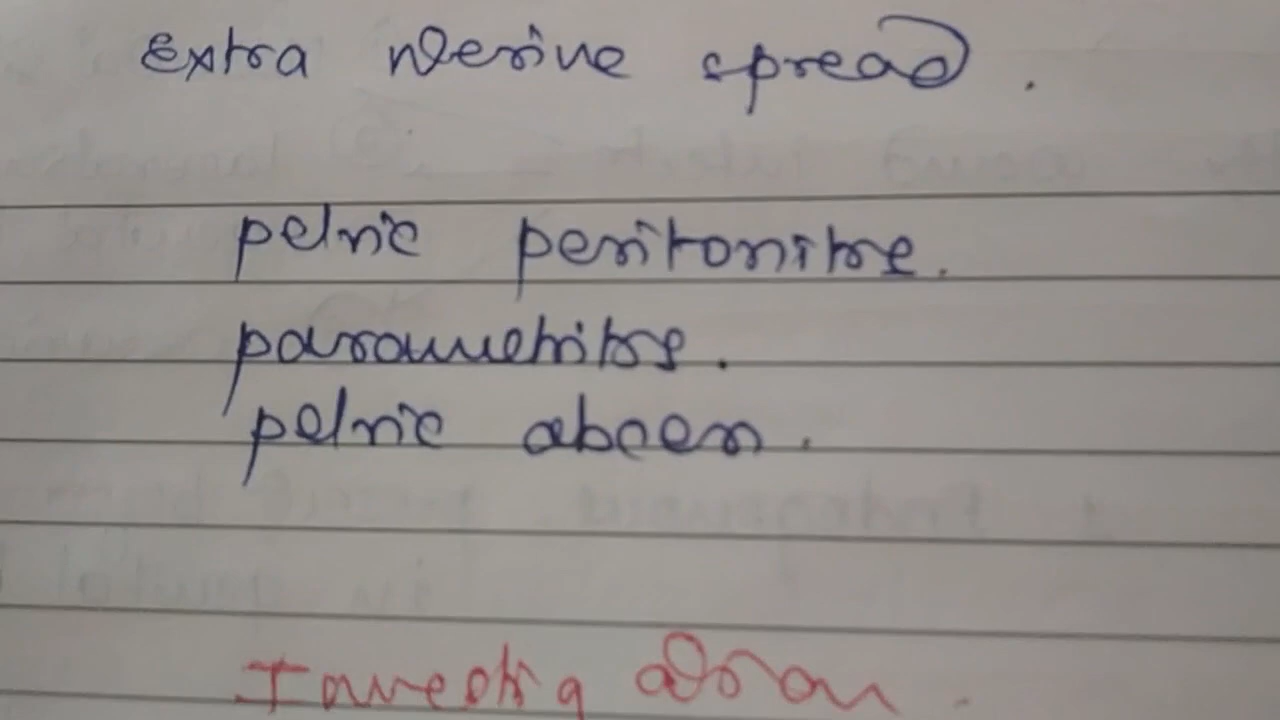 Extra uterine spread.
pelvic peritonitis.
parametritis.
pelvic abscess.
Investigation.